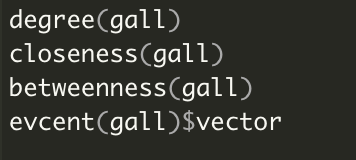 degree(gall)
closeness(gall)
betweenness(gall)
evcent(gall)$vector